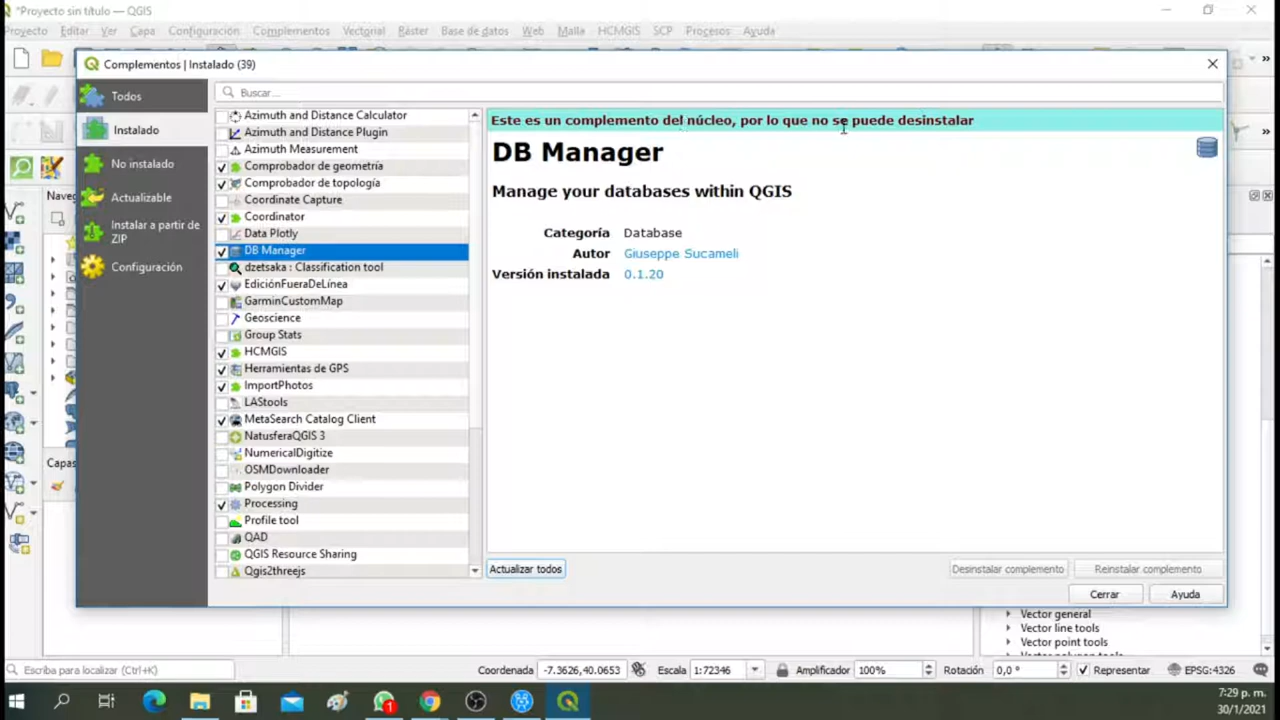 *Proyecto sin título — QGIS
Proyecto Editar Ver Capa Configuración Complementos Vectorial Ráster Base de datos Web Malla HCMGIS SCP Procesos Ayuda
Complementos | Instalado (39)
Todos
Instalado
No instalado
Actualizable
Instalar a partir de
ZIP
Configuración
Buscar...
Azimuth and Distance Calculator
Azimuth and Distance Plugin
Azimuth Measurement
Comprobador de geometría
Comprobador de topología
Coordinate Capture
Coordinator
Data Plotly
DB Manager
dzetsaka : Classification tool
EdiciónFueraDeLínea
GarminCustomMap
Geoscience
Group Stats
HCMGIS
Herramientas de GPS
ImportPhotos
LAStools
MetaSearch Catalog Client
NatusferaQGIS 3
NumericalDigitize
OSMDownloader
Polygon Divider
Processing
Profile tool
QAD
QGIS Resource Sharing
Qgis2threejs
Este es un complemento del núcleo, por lo que no se puede desinstalar
DB Manager
Manage your databases within QGIS
Categoría Database
Autor Giuseppe Sucameli
Versión instalada 0.1.20
Actualizar todos
Desinstalar complemento
Reinstalar complemento
Cerrar
Ayuda
Nave
Capas
Vector general
Vector line tools
Vector point tools
Escriba para localizar (Ctrl+K)
Coordenada -7.3626,40.0653 Escala 1:72346 Amplificador 100% Rotación 0,0 ° Representar EPSG:4326
7:29 p. m.
30/1/2021